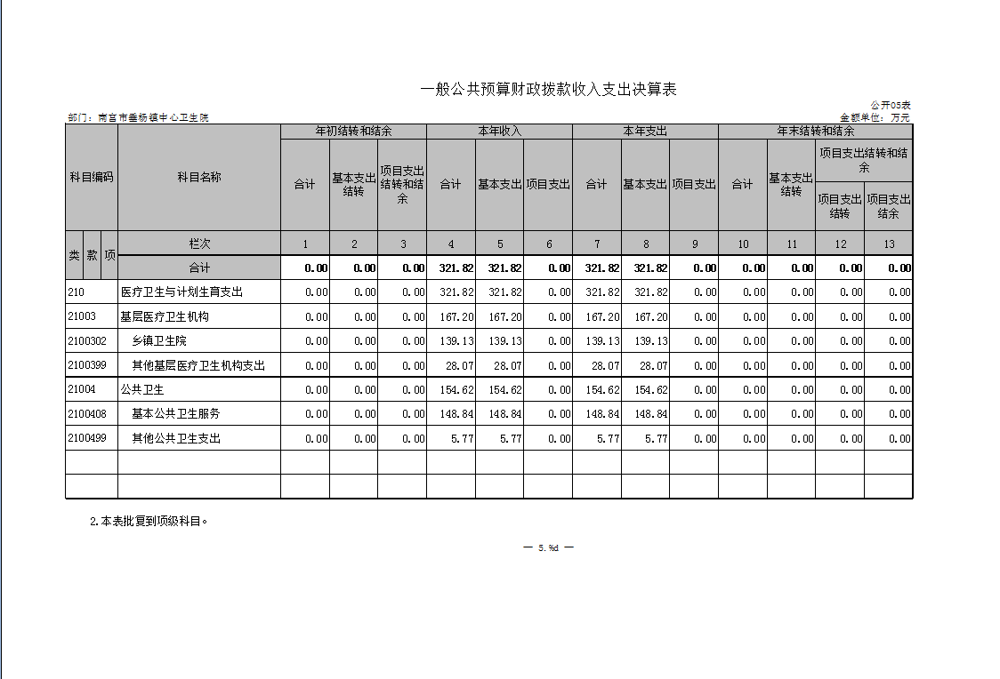 一般公共预算财政拨款收入支出决算表
公开05表
部门：南宫市垂杨镇中心卫生院 金额单位：万元
科目编码 科目名称 年初结转和结余 本年收入 本年支出 年末结转和结余
合计 基本支出结转 项目支出结转和结余 合计 基本支出 项目支出 合计 基本支出 项目支出 合计 基本支出结转 项目支出结转和结余
项目支出结转 项目支出结余
类 款 项 栏次 1 2 3 4 5 6 7 8 9 10 11 12 13
合计 0.00 0.00 0.00 321.82 321.82 0.00 321.82 321.82 0.00 0.00 0.00 0.00 0.00
210 医疗卫生与计划生育支出 0.00 0.00 0.00 321.82 321.82 0.00 321.82 321.82 0.00 0.00 0.00 0.00 0.00
21003 基层医疗卫生机构 0.00 0.00 0.00 167.20 167.20 0.00 167.20 167.20 0.00 0.00 0.00 0.00 0.00
2100302 乡镇卫生院 0.00 0.00 0.00 139.13 139.13 0.00 139.13 139.13 0.00 0.00 0.00 0.00 0.00
2100399 其他基层医疗卫生机构支出 0.00 0.00 0.00 28.07 28.07 0.00 28.07 28.07 0.00 0.00 0.00 0.00 0.00
21004 公共卫生 0.00 0.00 0.00 154.62 154.62 0.00 154.62 154.62 0.00 0.00 0.00 0.00 0.00
2100408 基本公共卫生服务 0.00 0.00 0.00 148.84 148.84 0.00 148.84 148.84 0.00 0.00 0.00 0.00 0.00
2100499 其他公共卫生支出 0.00 0.00 0.00 5.77 5.77 0.00 5.77 5.77 0.00 0.00 0.00 0.00 0.00
2.本表批复到项级科目。
— 5.%d —